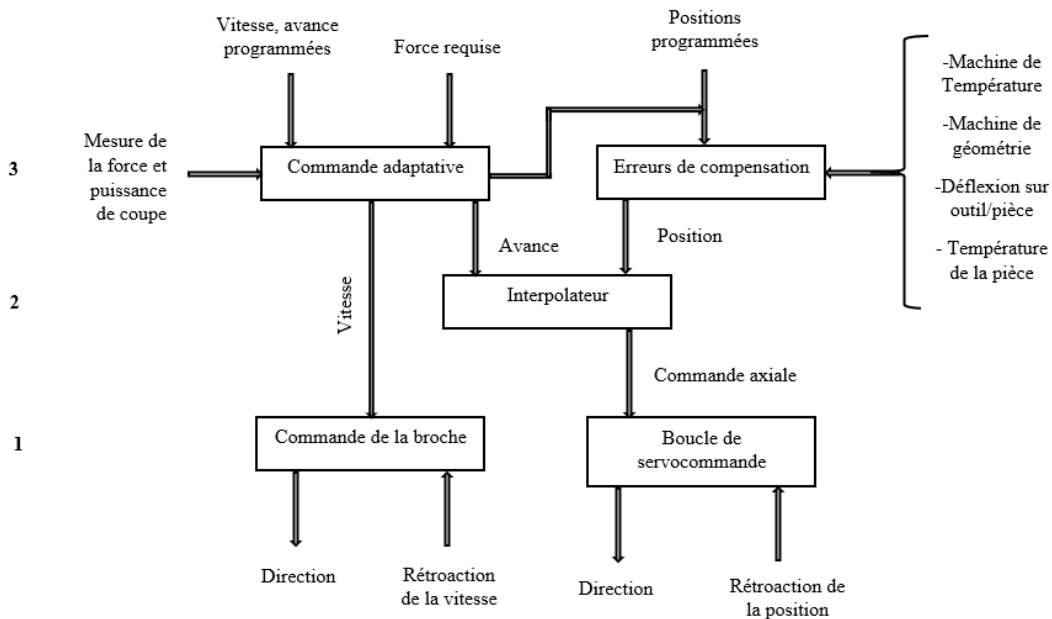 Vitesse, avance
programmées
Force requise
Positions
programmées
-Machine de
Température
-Machine de
géométrie
-Déflexion sur
outil/pièce
- Température
de la pièce
Mesure de
la force et
puissance
de coupe
3
Commande adaptative
Erreurs de compensation
Avance
Position
2
Interpolateur
Vitesse
Commande axiale
1
Commande de la broche
Boucle de
servocommande
Direction
Rétroaction
de la vitesse
Direction
Rétroaction de
la position